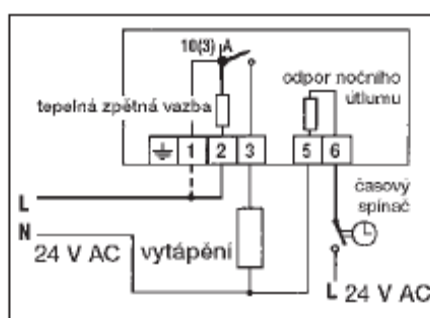 10(3) A
odpor nočního
útlumu
tepelná zpětná vazba
1 2 3 5 6
časový
spínač
L
N
24 V AC
vytápění
L 24 V AC